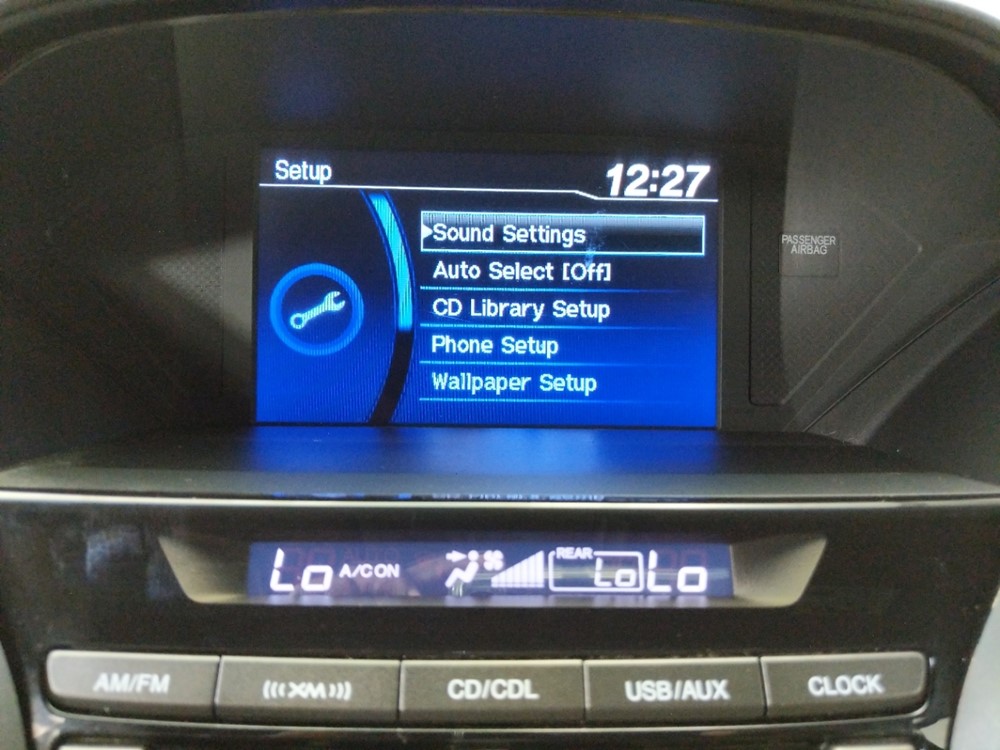 Setup
12:27
Sound Settings
Auto Select [Off]
CD Library Setup
Phone Setup
Wallpaper Setup
PASSENGER
AIRBAG
Lo A/C ON REAR Lo Lo
AM/FM (((XM))) CD/CDL USB/AUX CLOCK